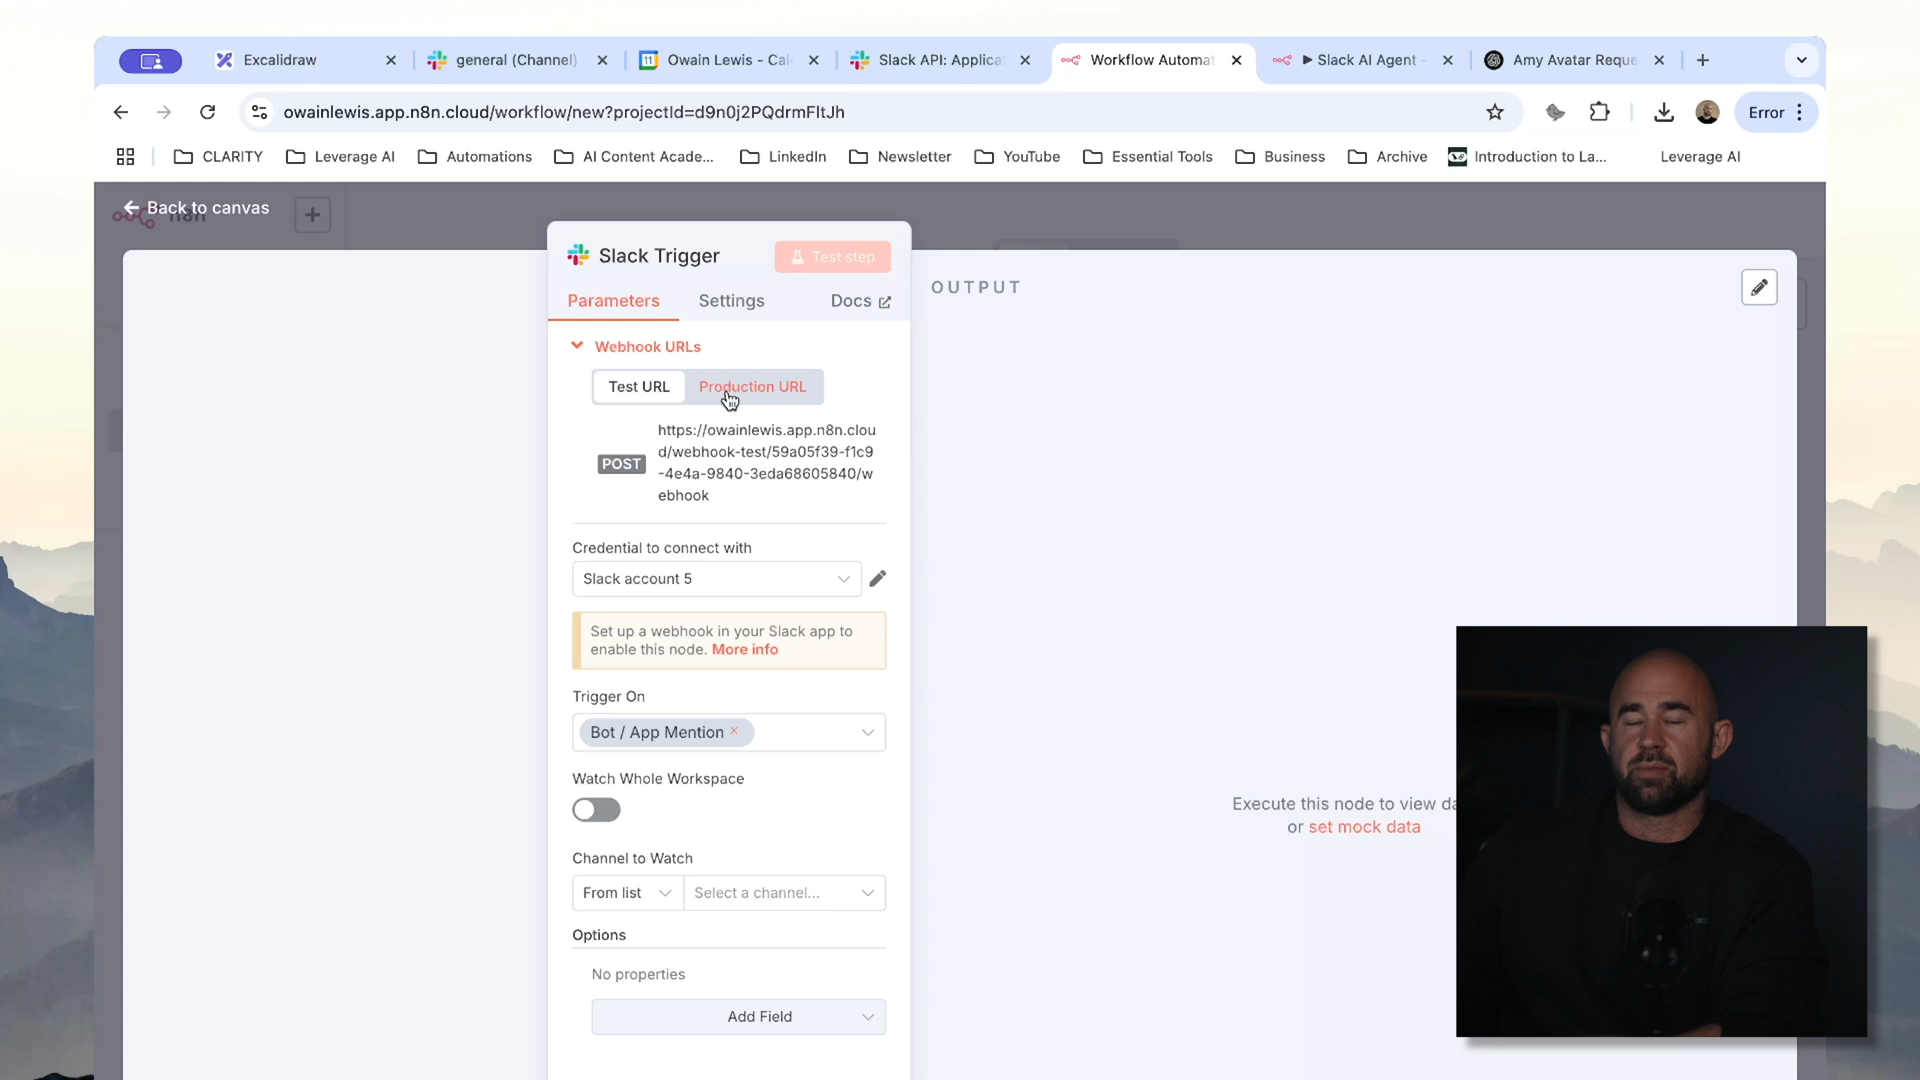 Excalidraw
general (Channel)
11
Owain Lewis - Cal
Slack API: Applica
Workflow Automat
▶ Slack AI Agent -
Amy Avatar Reque
owainlewis.app.n8n.cloud/workflow/new?projectId=d9n0j2PQdrmFItJh
Error
CLARITY
Leverage AI
Automations
AI Content Acade...
LinkedIn
Newsletter
YouTube
Essential Tools
Business
Archive
Introduction to La...
Leverage AI
Back to canvas
n8n
Slack Trigger
Test step
Parameters
Settings
Docs
OUTPUT
Webhook URLs
Test URL
Production URL
POST
https://owainlewis.app.n8n.clou
d/webhook-test/59a05f39-f1c9
-4e4a-9840-3eda68605840/w
ebhook
Credential to connect with
Slack account 5
Set up a webhook in your Slack app to
enable this node. More info
Trigger On
Bot / App Mention
Watch Whole Workspace
Channel to Watch
From list
Select a channel...
Options
No properties
Add Field
Execute this node to view da
or set mock data